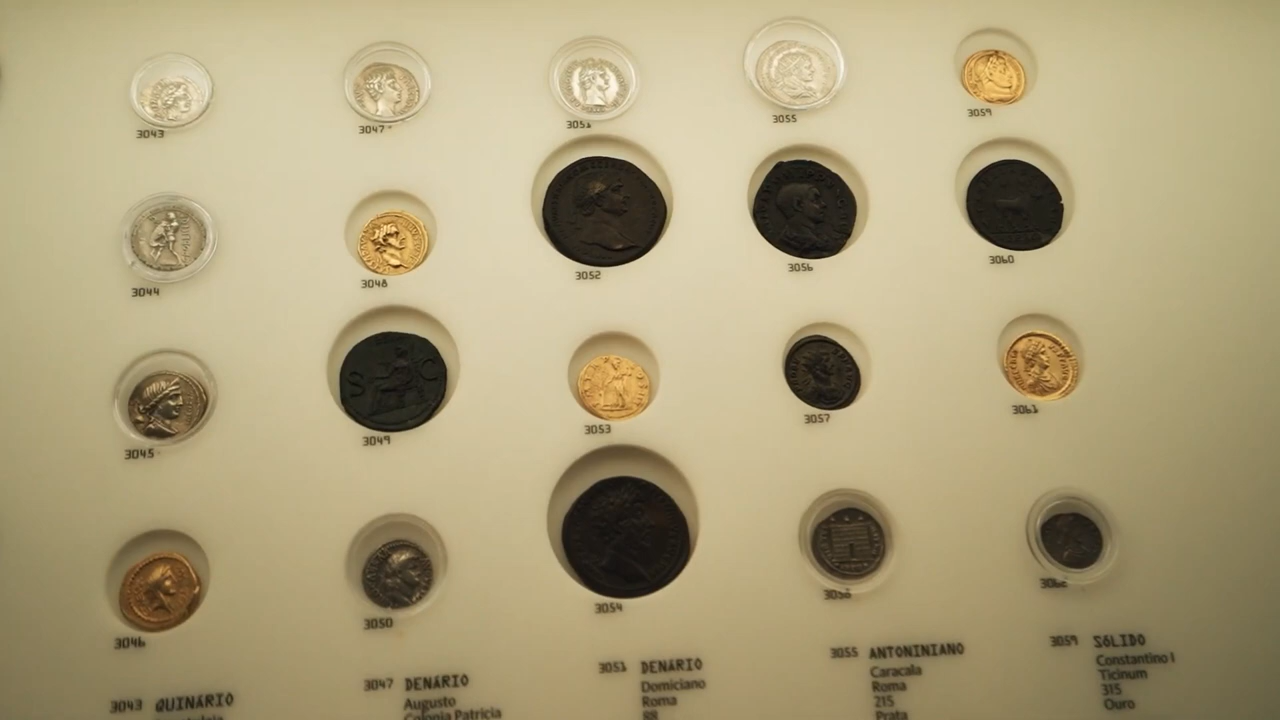 3043
3047
3051
3055
3059
3044
3048
3052
3056
3060
3045
3049
S C
3053
3057
3061
3046
3050
3054
3043 QUINÁRIO
3047 DENÁRIO
Augusto
Colonia Patricia
3051 DENÁRIO
Domiciano
Roma
88
3055 ANTONINIANO
Caracala
Roma
215
Prata
3059 SÓLIDO
Constantino I
Ticinum
315
Ouro